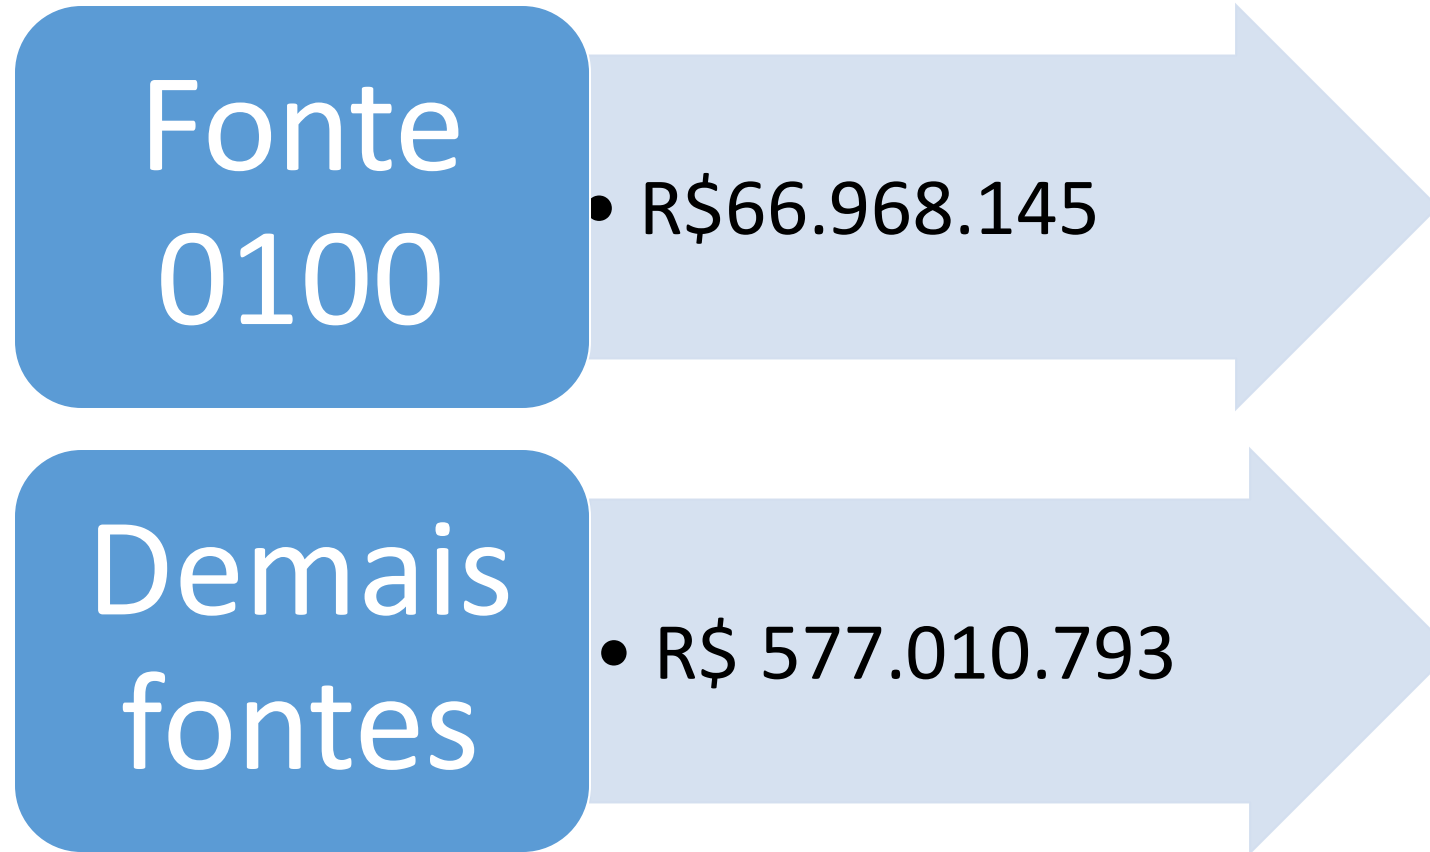 Fonte
0100
• R$66.968.145
Demais
fontes
• R$ 577.010.793